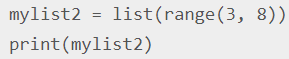 mylist2 = list(range(3, 8))
print(mylist2)